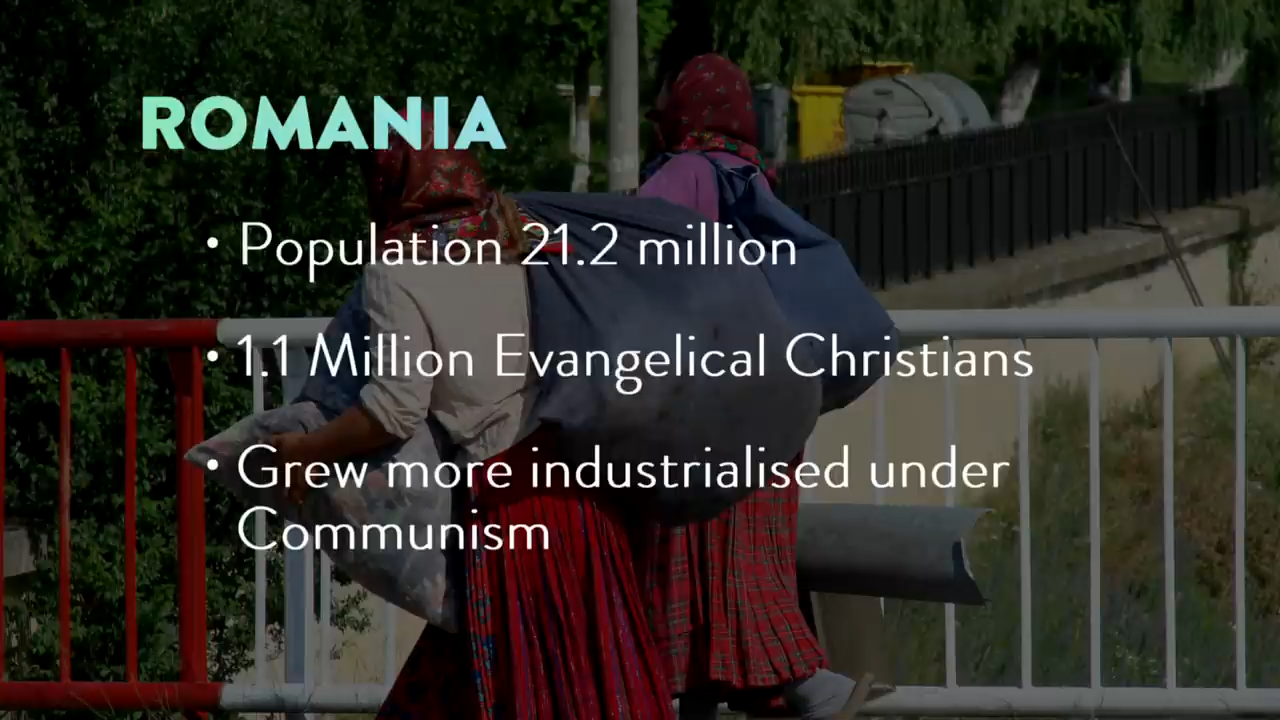 ROMANIA
• Population 21.2 million
• 1.1 Million Evangelical Christians
• Grew more industrialised under
Communism